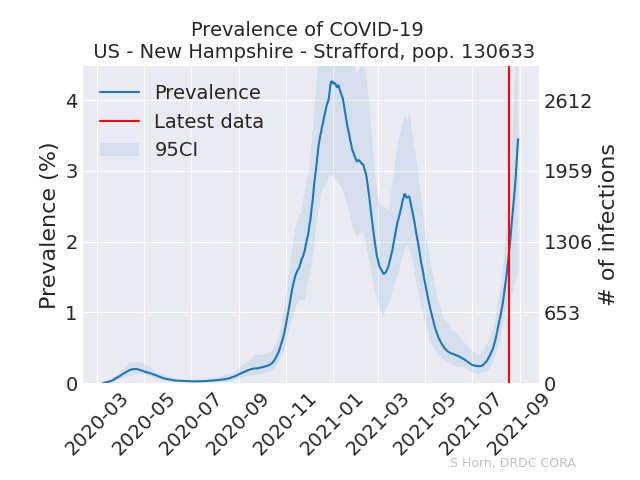 Prevalence of COVID-19
US - New Hampshire - Strafford, pop. 130633
Prevalence
Latest data
95CI
Prevalence (%)
4
3
2
1
0
2612
1959
1306
653
0
# of infections
2020-03
2020-05
2020-07
2020-09
2020-11
2021-01
2021-03
2021-05
2021-07
2021-09
S Horn, DRDC CORA